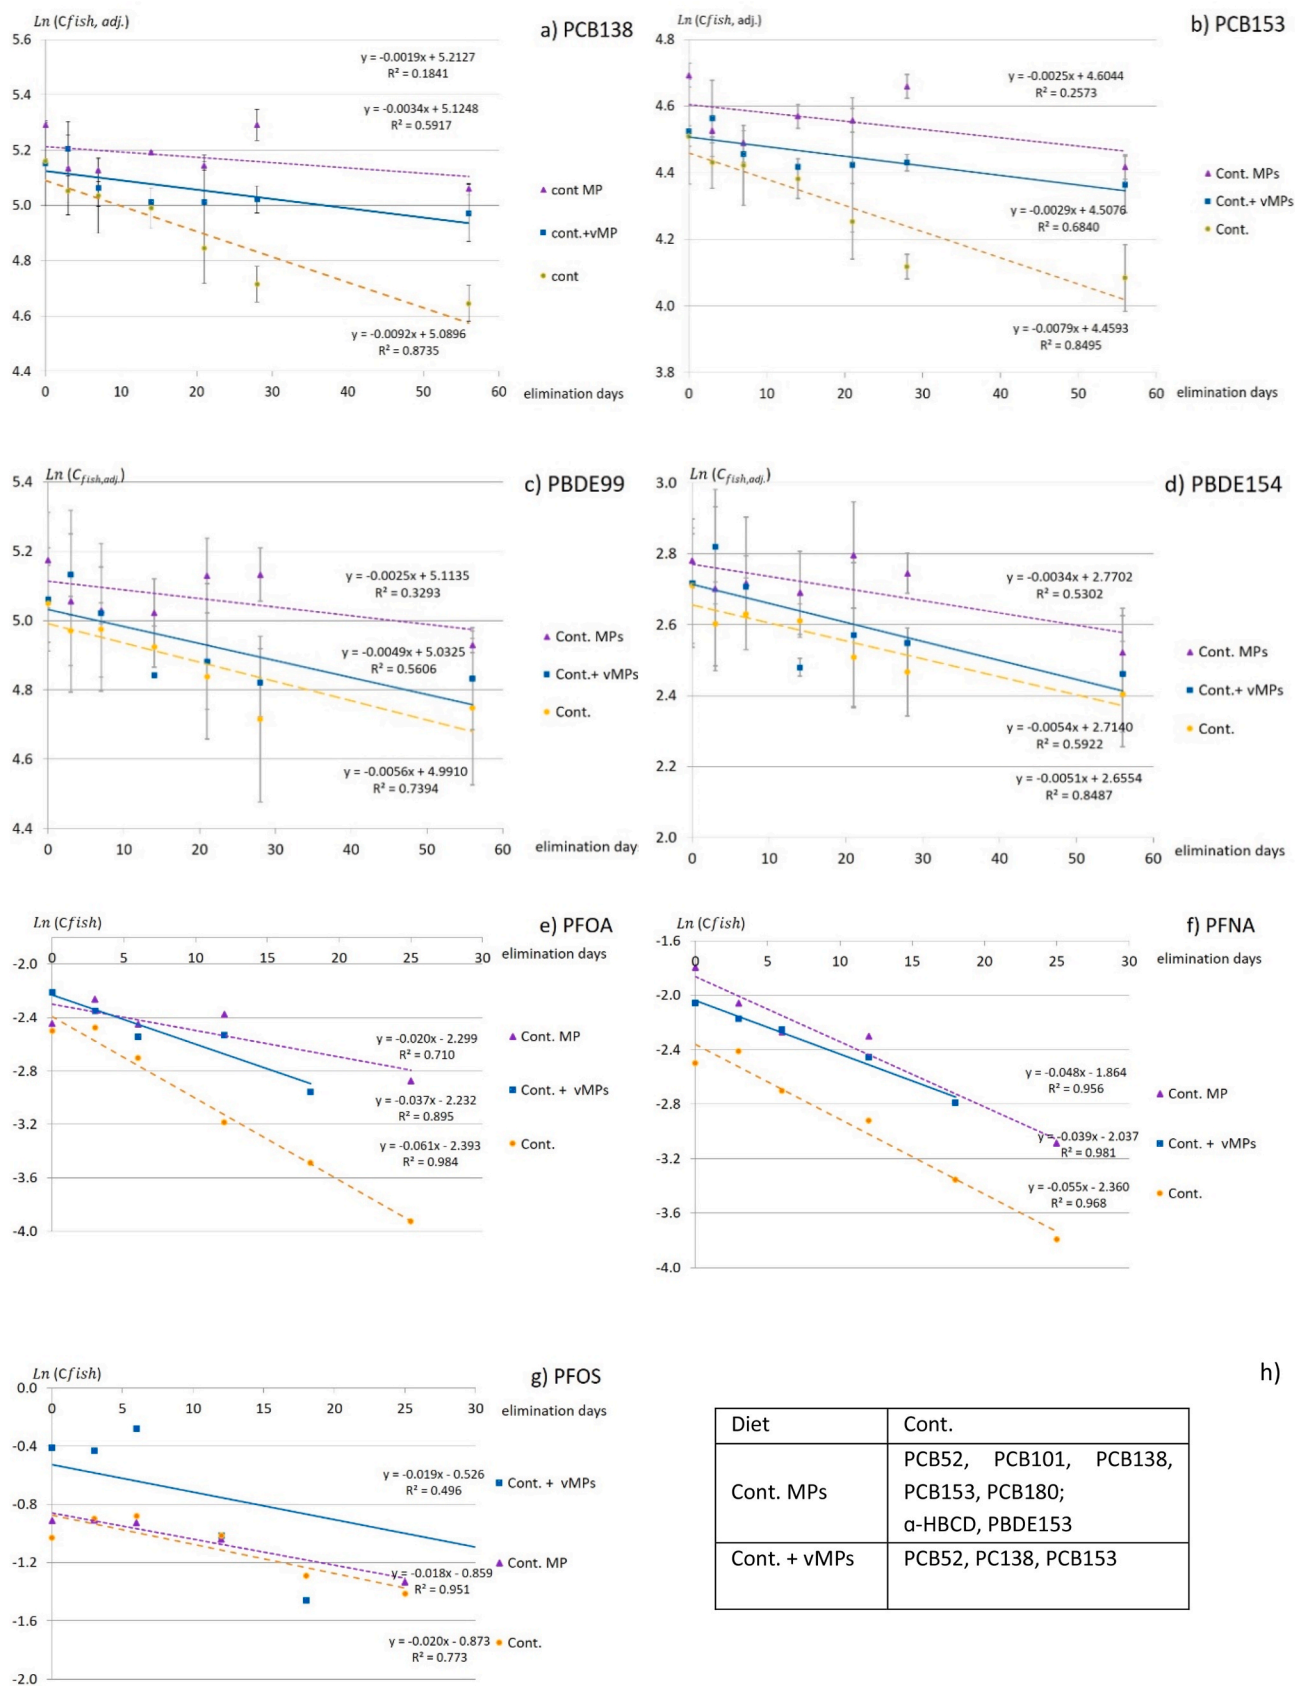 Ln (Cfish, adj.)
a) PCB138
5.6
5.4
5.2
5.0
4.8
4.6
4.4
y = -0.0019x + 5.2127
R² = 0.1841
y = -0.0034x + 5.1248
R² = 0.5917
cont MP
cont.+vMP
cont
y = -0.0092x + 5.0896
R² = 0.8735
0 10 20 30 40 50 60
elimination days
Ln (Cfish, adj.)
b) PCB153
4.8
4.6
4.4
4.2
4.0
3.8
y = -0.0025x + 4.6044
R² = 0.2573
Cont. MPs
Cont.+ vMPs
Cont.
y = -0.0029x + 4.5076
R² = 0.6840
y = -0.0079x + 4.4593
R² = 0.8495
0 10 20 30 40 50 60
elimination days
Ln (Cfish,adj.)
c) PBDE99
5.4
5.2
5.0
4.8
4.6
4.4
y = -0.0025x + 5.1135
R² = 0.3293
Cont. MPs
y = -0.0049x + 5.0325
R² = 0.5606
Cont.+ vMPs
Cont.
y = -0.0056x + 4.9910
R² = 0.7394
0 10 20 30 40 50 60
elimination day
Ln (Cfish,adj.)
d) PBDE154
3.0
2.8
2.6
2.4
2.2
2.0
y = -0.0034x + 2.7702
R² = 0.5302
Cont. MPs
Cont.+ vMPs
Cont.
y = -0.0054x + 2.7140
R² = 0.5922
y = -0.0051x + 2.6554
R² = 0.8487
0 10 20 30 40 50 60
elimination days
Ln (Cfish)
e) PFOA
0 5 10 15 20 25 30
elimination days
-2.0
-2.4
-2.8
-3.2
-3.6
-4.0
y = -0.020x - 2.299
R² = 0.710
Cont. MP
y = -0.037x - 2.232
R² = 0.895
Cont. + vMPs
y = -0.061x - 2.393
R² = 0.984
Cont.
Ln (Cfish)
f) PFNA
-1.6
0 5 10 15 20 25 30
elimination days
-2.0
-2.4
-2.8
-3.2
-3.6
-4.0
y = -0.048x - 1.864
R² = 0.956
Cont. MP
y = -0.039x - 2.037
R² = 0.981
Cont. + vMPs
y = -0.055x - 2.360
R² = 0.968
Cont.
Ln (Cfish)
g) PFOS
0.0
0 5 10 15 20 25 30
elimination days
-0.4
-0.8
-1.2
-1.6
-2.0
y = -0.019x - 0.526
R² = 0.496
Cont. + vMPs
Cont. MP
y = -0.018x - 0.859
R² = 0.951
y = -0.020x - 0.873
R² = 0.773
Cont.
h)
Diet Cont.
Cont. MPs
PCB52, PCB101, PCB138,
PCB153, PCB180;
α-HBCD, PBDE153
Cont. + vMPs PCB52, PC138, PCB153